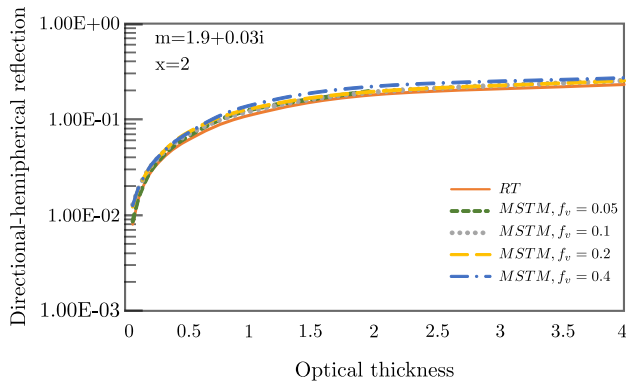 Directional-hemispherical reflection
1.00E+00
1.00E-01
1.00E-02
1.00E-03
m=1.9+0.03i
x=2
RT
MSTM, f_v = 0.05
MSTM, f_v = 0.1
MSTM, f_v = 0.2
MSTM, f_v = 0.4
0 0.5 1 1.5 2 2.5 3 3.5 4
Optical thickness